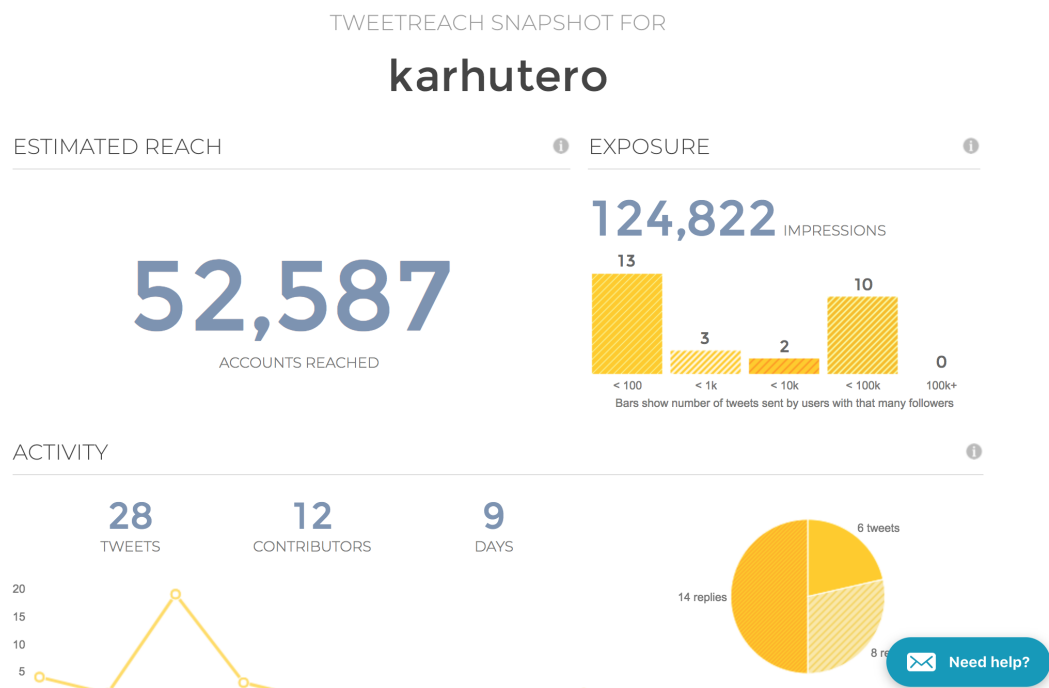 TWEETREACH SNAPSHOT FOR
karhutero
ESTIMATED REACH
52,587
ACCOUNTS REACHED
EXPOSURE
124,822 IMPRESSIONS
13
3
2
10
0
< 100
< 1k
< 10k
< 100k
100k+
Bars show number of tweets sent by users with that many followers
ACTIVITY
28
TWEETS
12
CONTRIBUTORS
9
DAYS
20
15
10
5
6 tweets
14 replies
8 re
Need help?